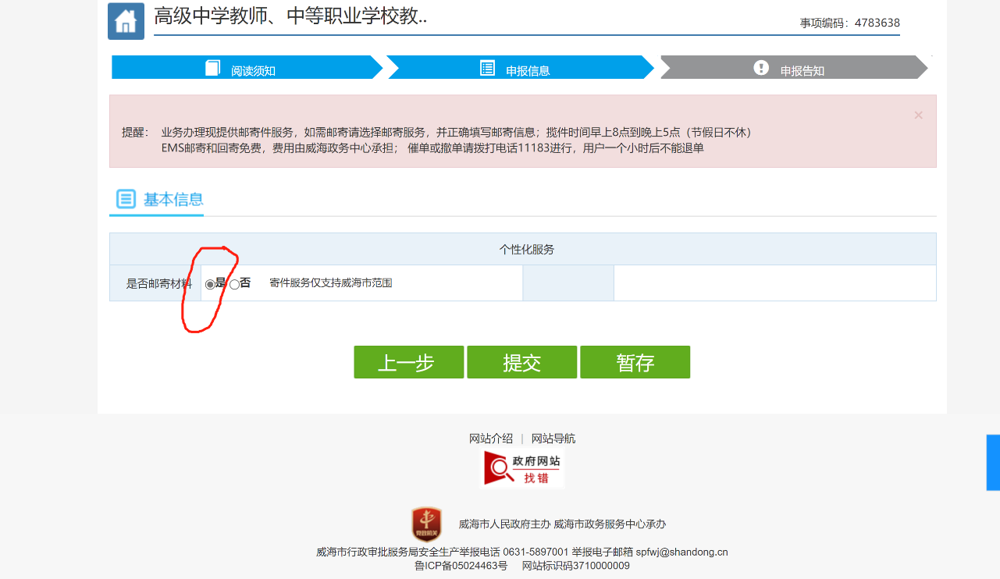 高级中学教师、中等职业学校教..
事项编码：4783638
阅读须知
申报信息
申报告知
提醒： 业务办理现提供邮寄件服务，如需邮寄请选择邮寄服务，并正确填写邮寄信息；揽件时间早上8点到晚上5点（节假日不休）
EMS邮寄和回寄免费，费用由威海政务中心承担； 催单或撤单请拨打电话11183进行，用户一个小时后不能退单
×
基本信息
个性化服务
是否邮寄材料 是 否 寄件服务仅支持威海市范围
上一步 提交 暂存
网站介绍 | 网站导航
政府网站
找错
党政机关
威海市人民政府主办 威海市政务服务中心承办
威海市行政审批服务局安全生产举报电话 0631-5897001 举报电子邮箱 spfwj@shandong.cn
鲁ICP备05024463号 网站标识码3710000009